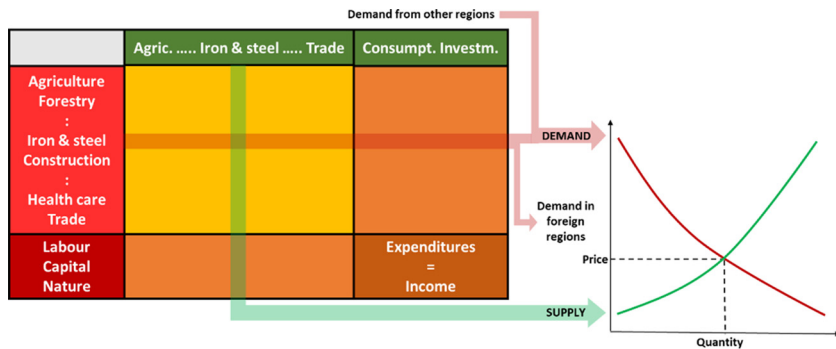 Demand from other regions
Agric. ..... Iron & steel ..... Trade
Consumpt. Investm.
Agriculture
Forestry
:
Iron & steel
Construction
:
Health care
Trade
DEMAND
Demand in
foreign
regions
Labour
Capital
Nature
Expenditures
=
Income
Price
SUPPLY
Quantity